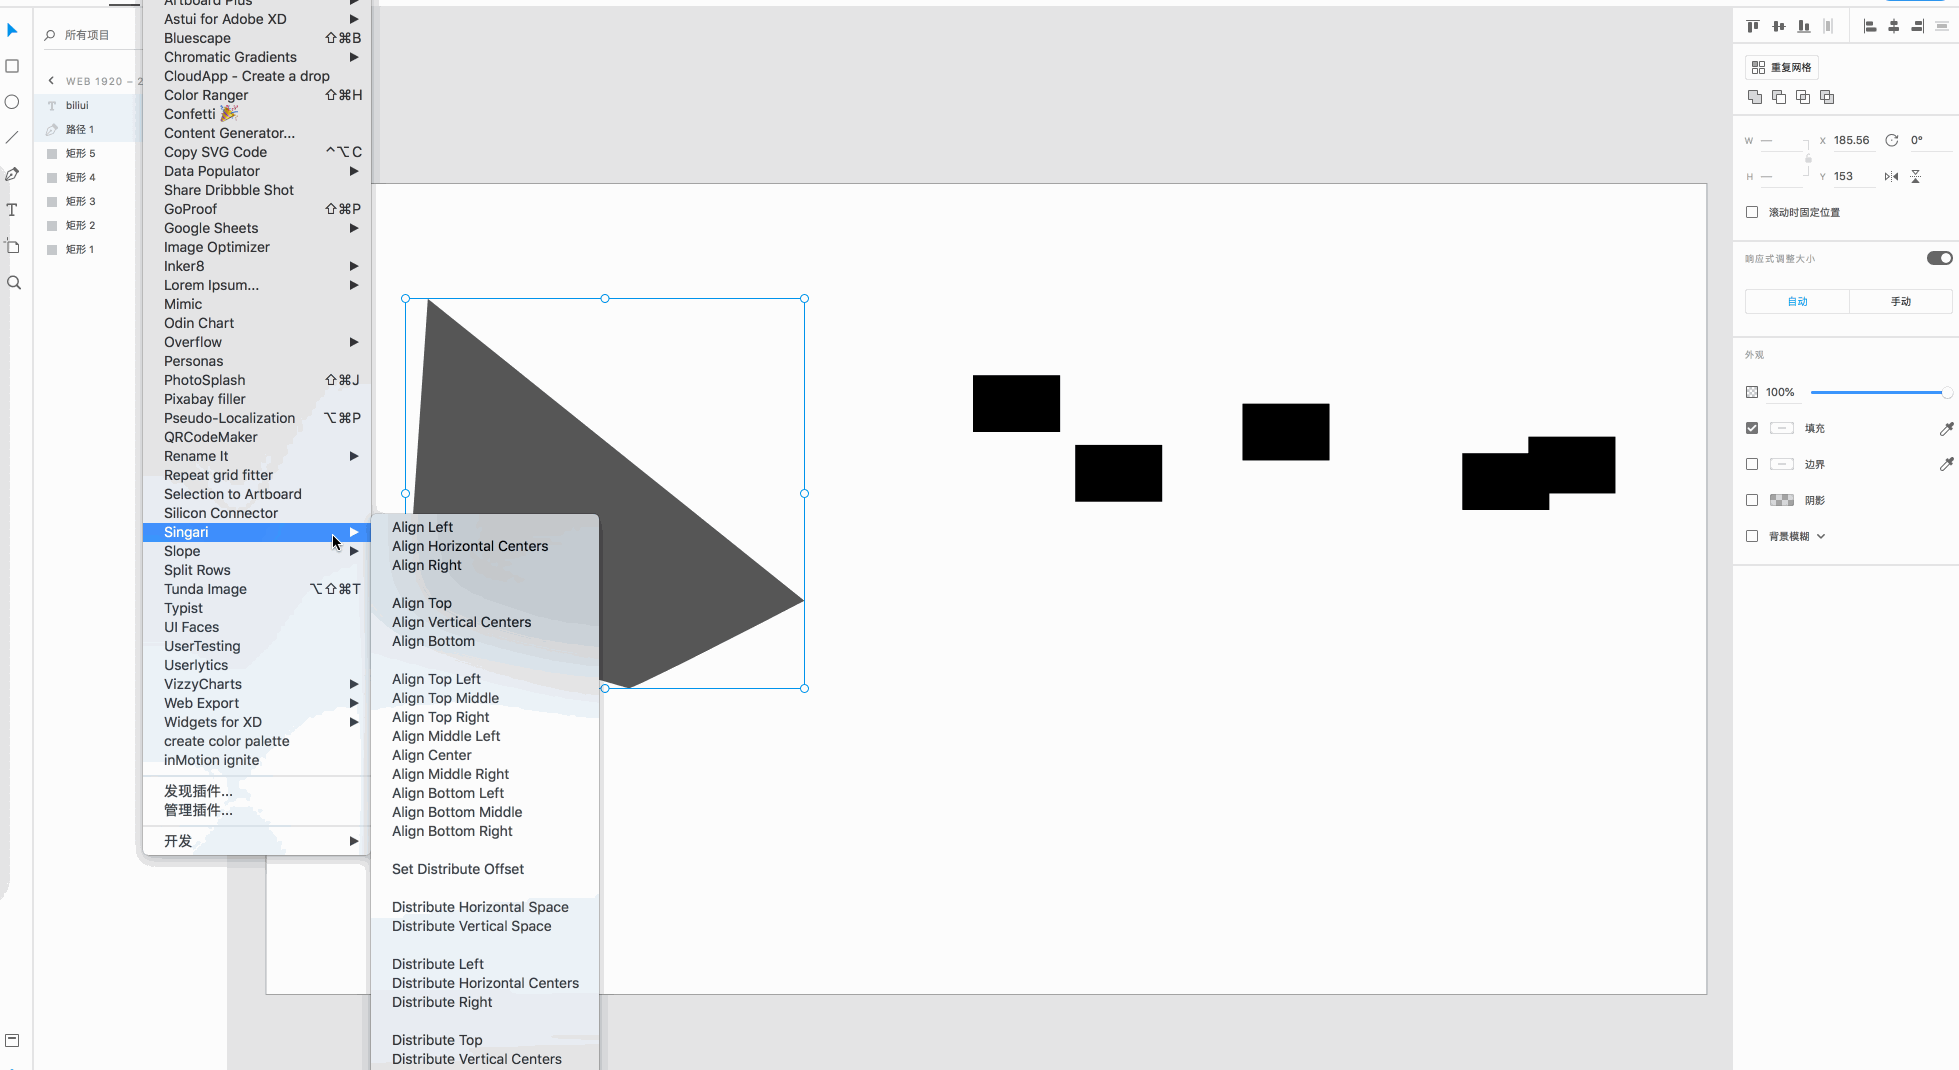 Artboard Plus
Astui for Adobe XD
Bluescape ⇧⌘B
Chromatic Gradients
CloudApp - Create a drop
Color Ranger ⇧⌘H
Confetti 🎉
Content Generator...
Copy SVG Code ^⌥C
Data Populator
Share Dribbble Shot
GoProof ⇧⌘P
Google Sheets
Image Optimizer
Inker8
Lorem Ipsum...
Mimic
Odin Chart
Overflow
Personas
PhotoSplash ⇧⌘J
Pixabay filler
Pseudo-Localization ⌥⌘P
QRCodeMaker
Rename It
Repeat grid fitter
Selection to Artboard
Silicon Connector
Singari
Slope
Split Rows
Tunda Image ⌥⇧⌘T
Typist
UI Faces
UserTesting
Userlytics
VizzyCharts
Web Export
Widgets for XD
create color palette
inMotion ignite
发现插件...
管理插件...
开发
所有项目
WEB 1920 – 2
biliui
路径 1
矩形 5
矩形 4
矩形 3
矩形 2
矩形 1
Align Left
Align Horizontal Centers
Align Right
Align Top
Align Vertical Centers
Align Bottom
Align Top Left
Align Top Middle
Align Top Right
Align Middle Left
Align Center
Align Middle Right
Align Bottom Left
Align Bottom Middle
Align Bottom Right
Set Distribute Offset
Distribute Horizontal Space
Distribute Vertical Space
Distribute Left
Distribute Horizontal Centers
Distribute Right
Distribute Top
Distribute Vertical Centers
重复网格
W — X 185.56 0°
H — Y 153
滚动时固定位置
响应式调整大小
自动 手动
外观
100%
填充
边界
阴影
背景模糊